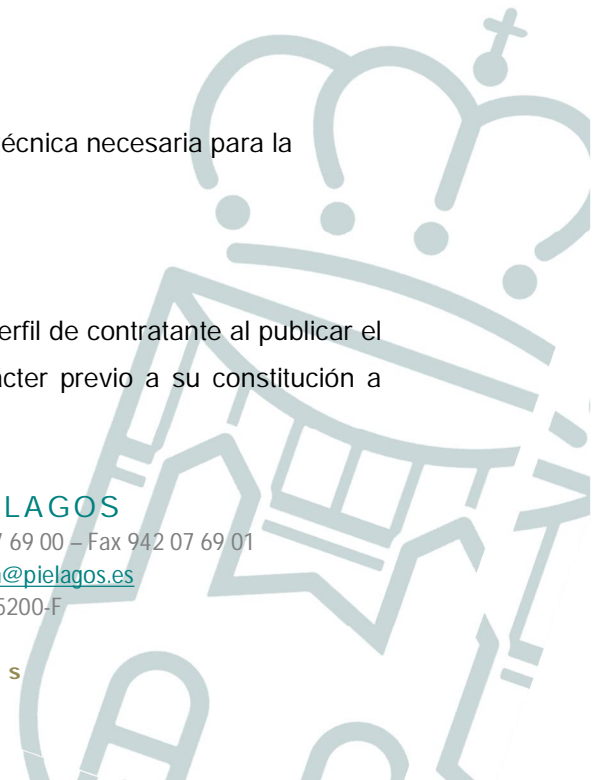 écnica necesaria para la
erfil de contratante al publicar el
cter previo a su constitución a
LAGOS
69 00 – Fax 942 07 69 01
@pielagos.es
5200-F
s